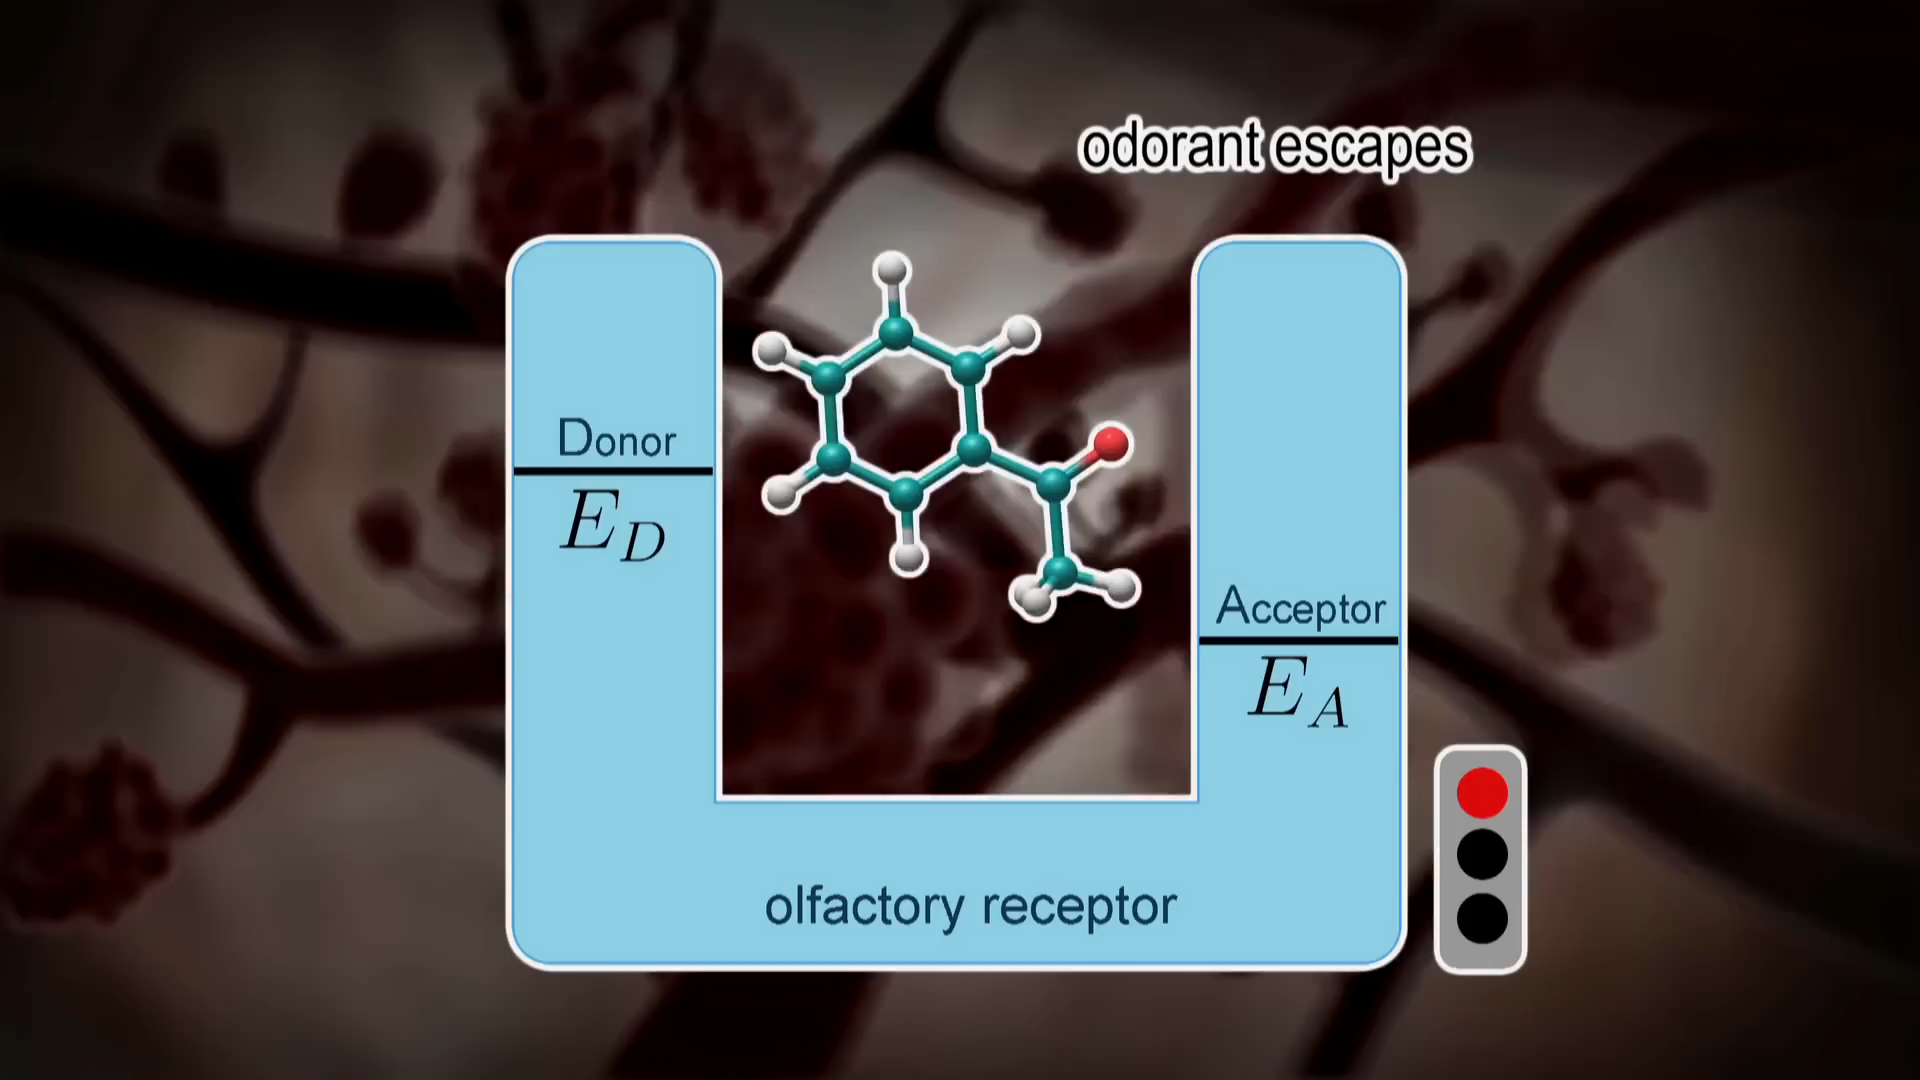 odorant escapes
Donor
E_D
Acceptor
E_A
olfactory receptor